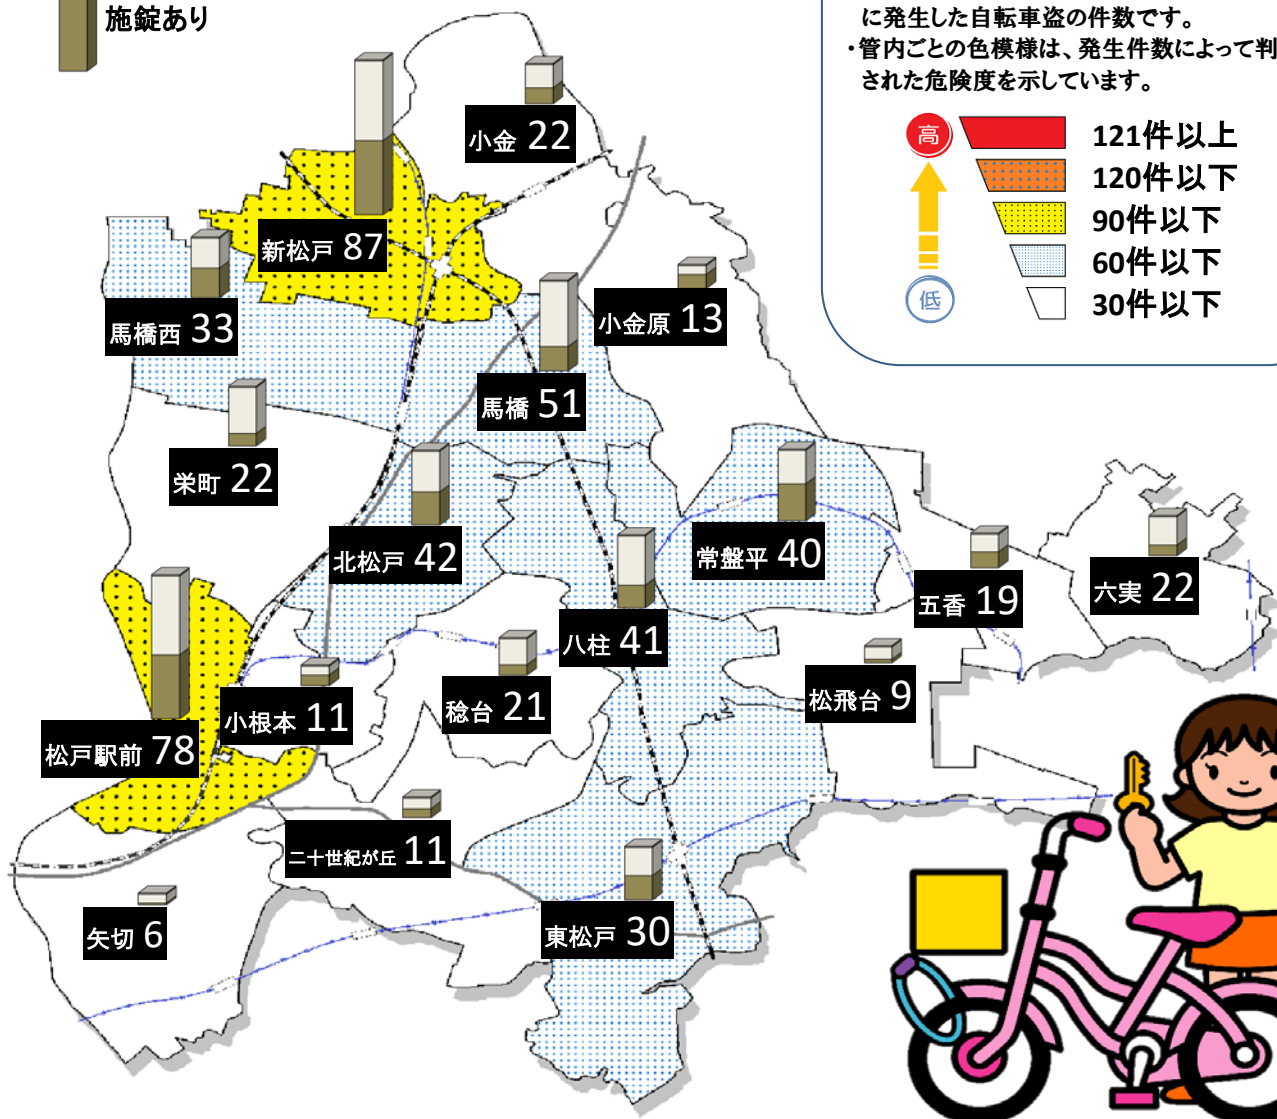 施錠あり
に発生した自転車盗の件数です。
・管内ごとの色模様は、発生件数によって判
された危険度を示しています。
高
121件以上
120件以下
90件以下
60件以下
低
30件以下
小金 22
新松戸 87
馬橋西 33
小金原 13
馬橋 51
栄町 22
北松戸 42
常盤平 40
五香 19
六実 22
八柱 41
稔台 21
松飛台 9
小根本 11
松戸駅前 78
二十世紀が丘 11
矢切 6
東松戸 30